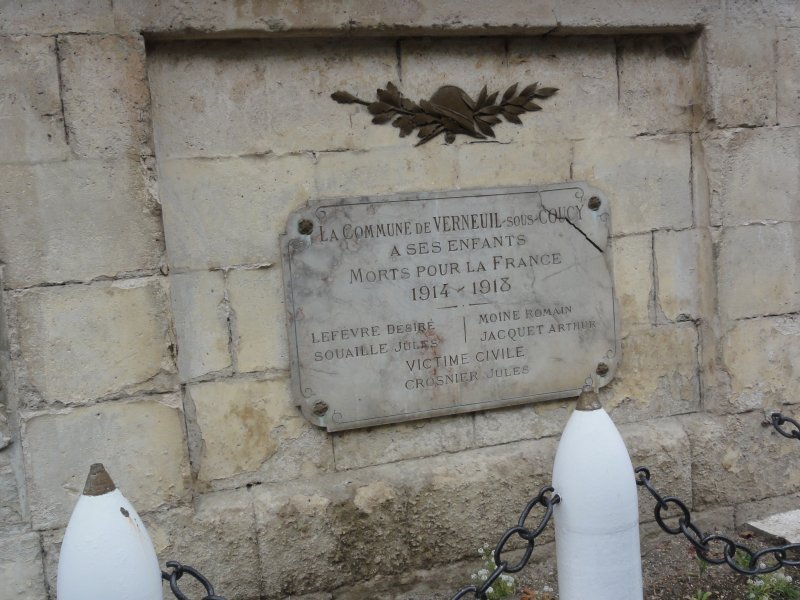 LA COMMUNE DE VERNEUIL-SOUS-COUCY
A SES ENFANTS
MORTS POUR LA FRANCE
1914 - 1918
LEFÈVRE DESIRÉ
SOUAILLE JULES
MOINE ROMAIN
JACQUET ARTHUR
VICTIME CIVILE
CROSNIER JULES